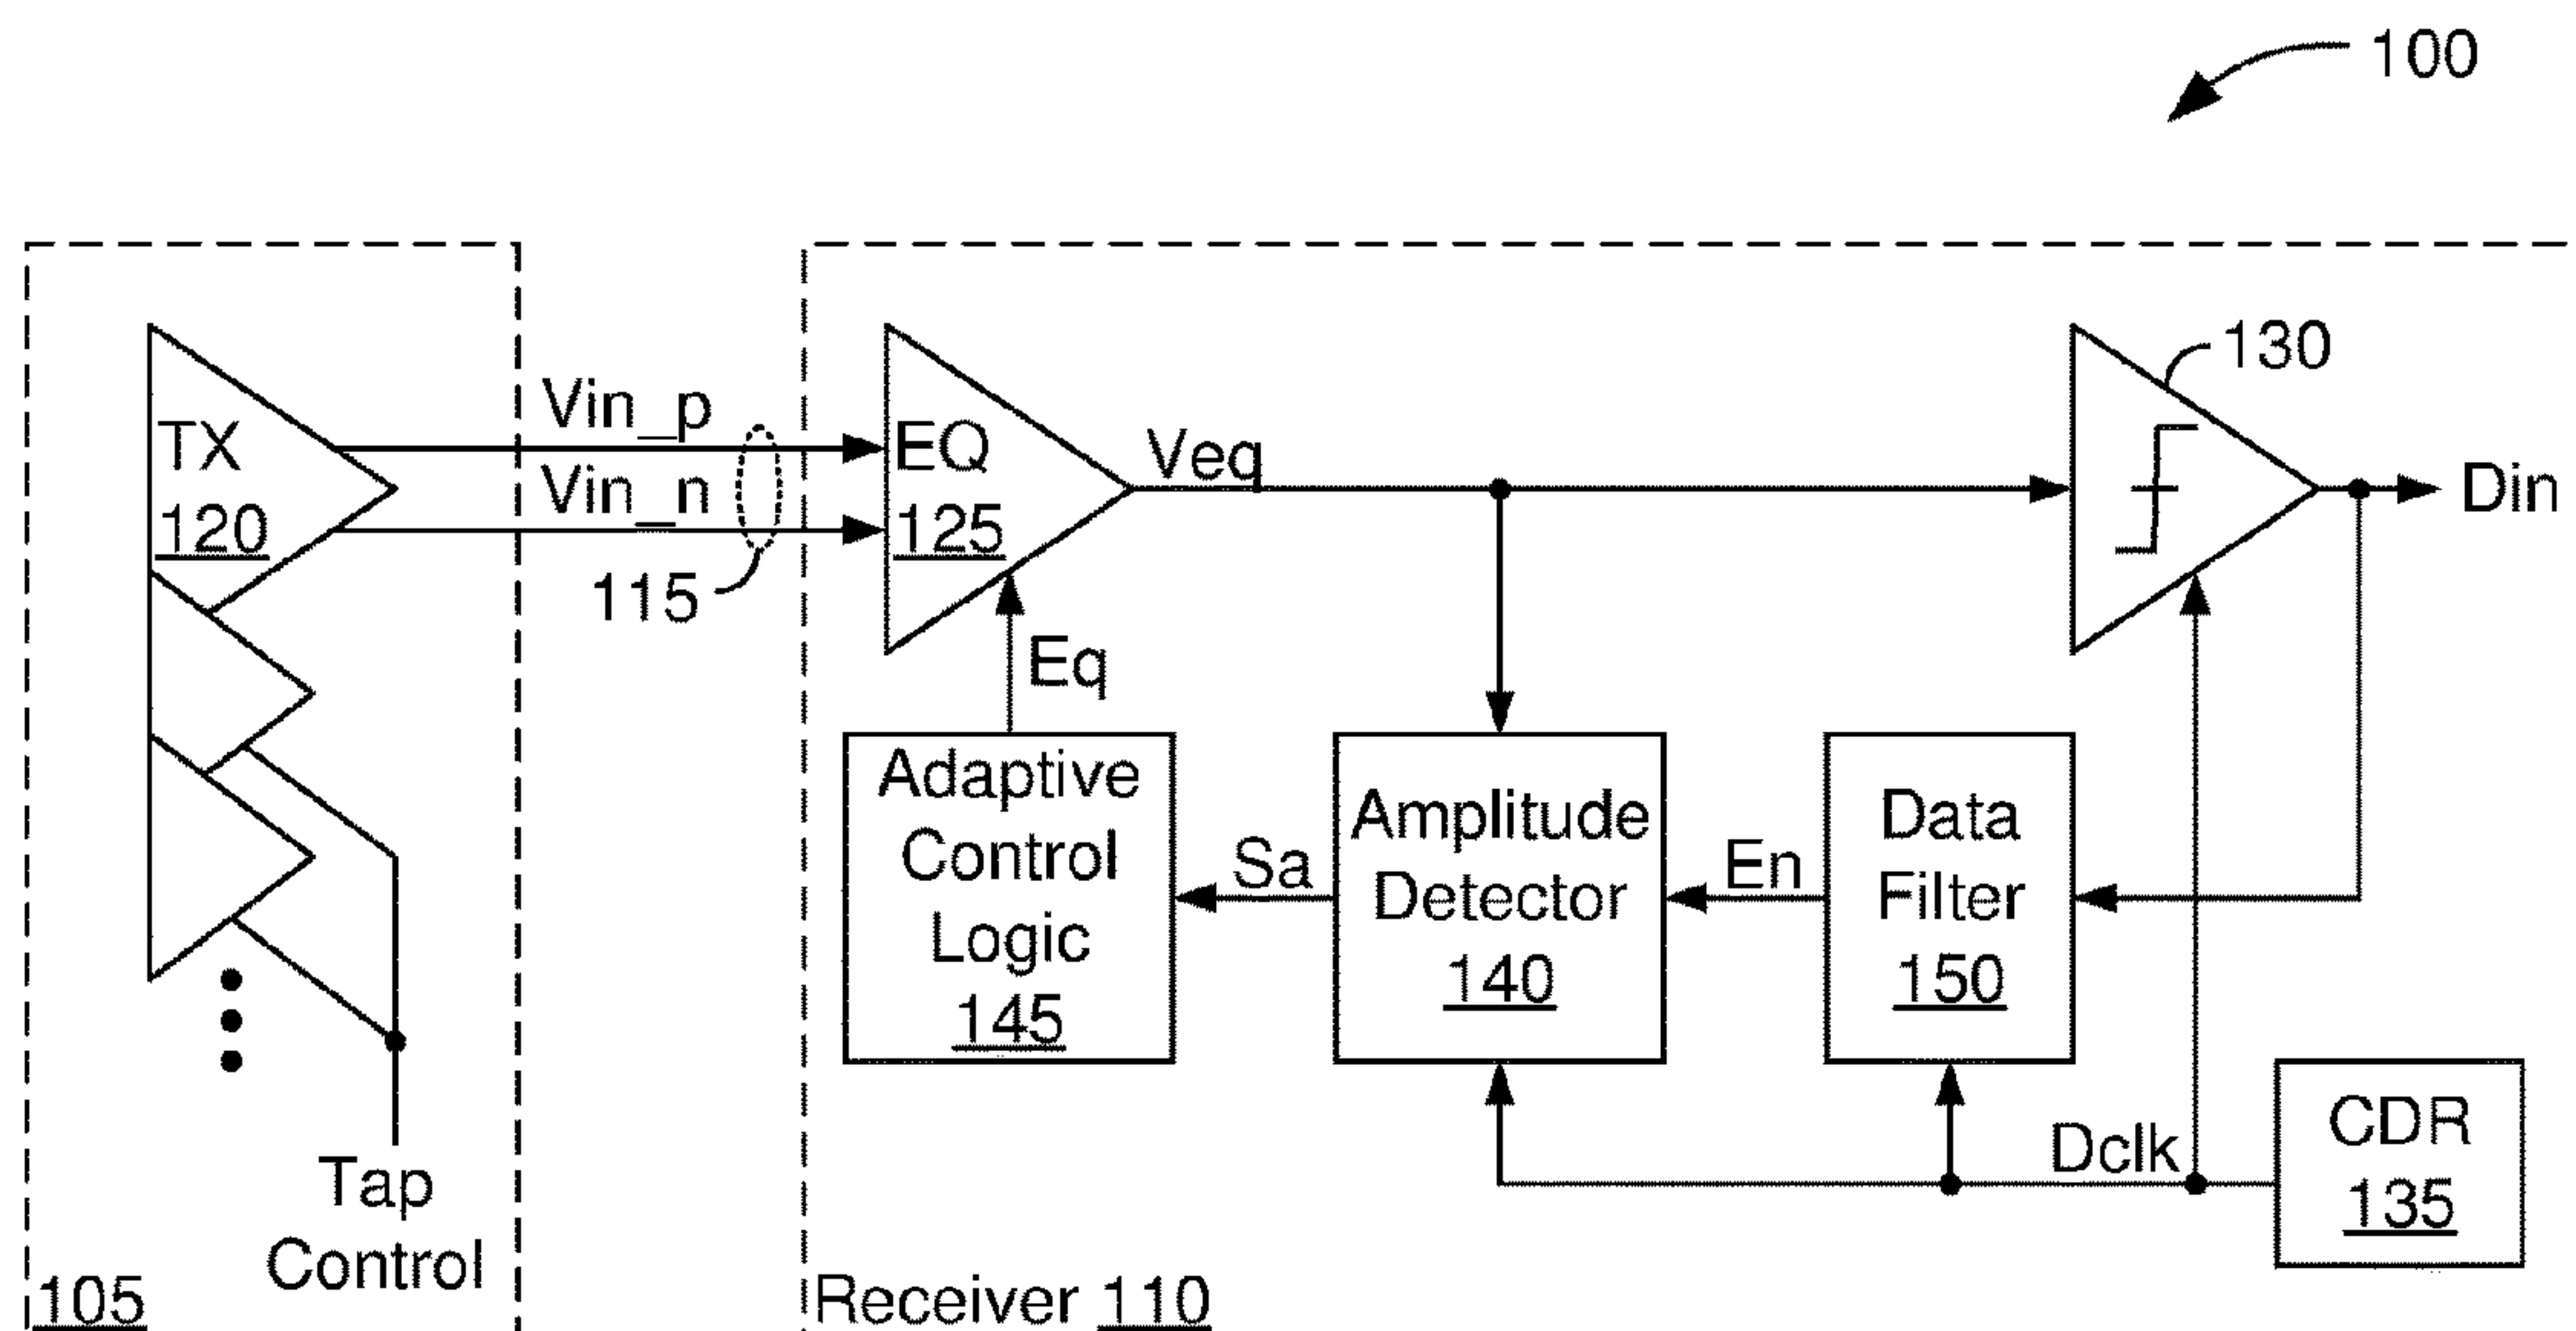 100
130
Vin_p
TX
120
Vin_n
115
EQ
125
Veq
Din
Eq
Adaptive
Control
Logic
145
Sa
Amplitude
Detector
140
En
Data
Filter
150
Dclk
CDR
135
Tap
Control
105
Receiver 110